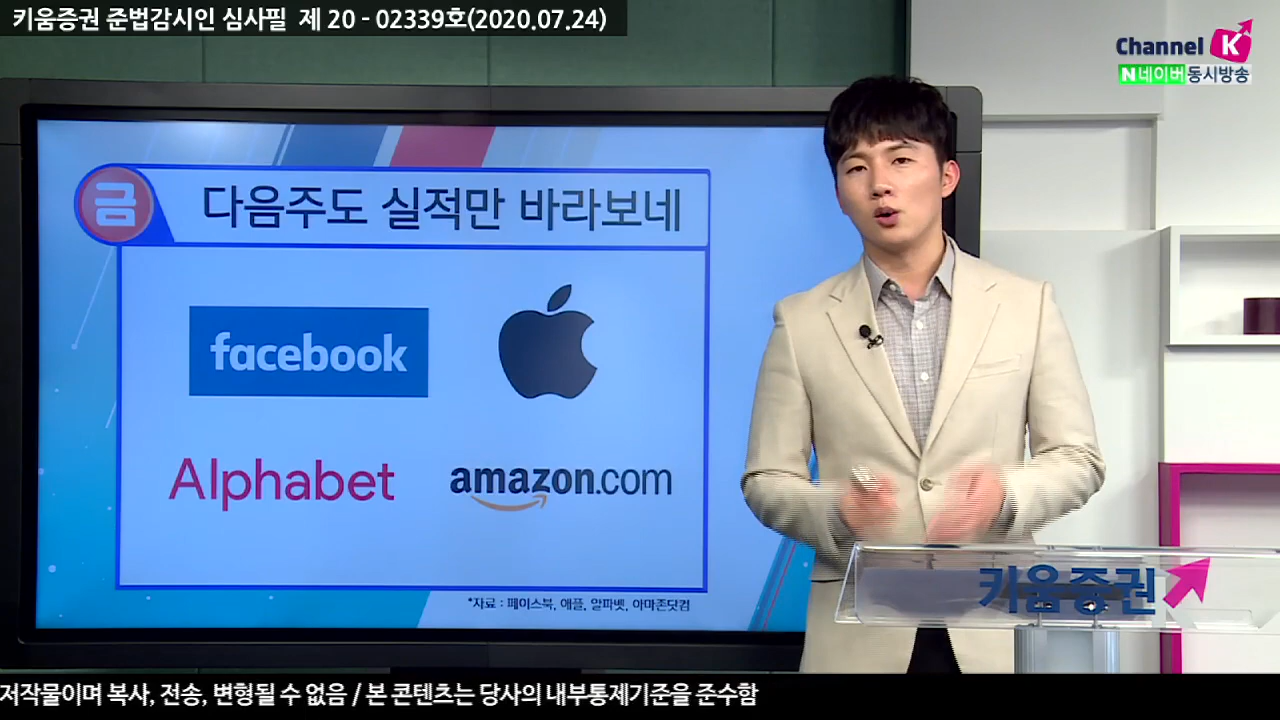 키움증권 준법감시인 심사필 제 20 - 02339호(2020.07.24)
Channel K
N 네이버 동시방송
금 다음주도 실적만 바라보네
facebook
Alphabet
amazon.com
*자료 : 페이스북, 애플, 알파벳, 아마존닷컴
키움증권
저작물이며 복사, 전송, 변형될 수 없음 / 본 콘텐츠는 당사의 내부통제기준을 준수함